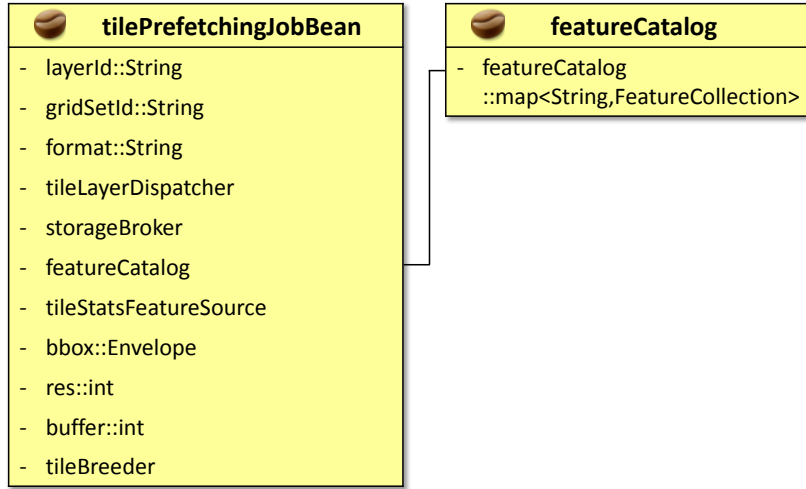 tilePrefetchingJobBean
- layerId::String
- gridSetId::String
- format::String
- tileLayerDispatcher
- storageBroker
- featureCatalog
- tileStatsFeatureSource
- bbox::Envelope
- res::int
- buffer::int
- tileBreeder
featureCatalog
- featureCatalog
::map<String,FeatureCollection>